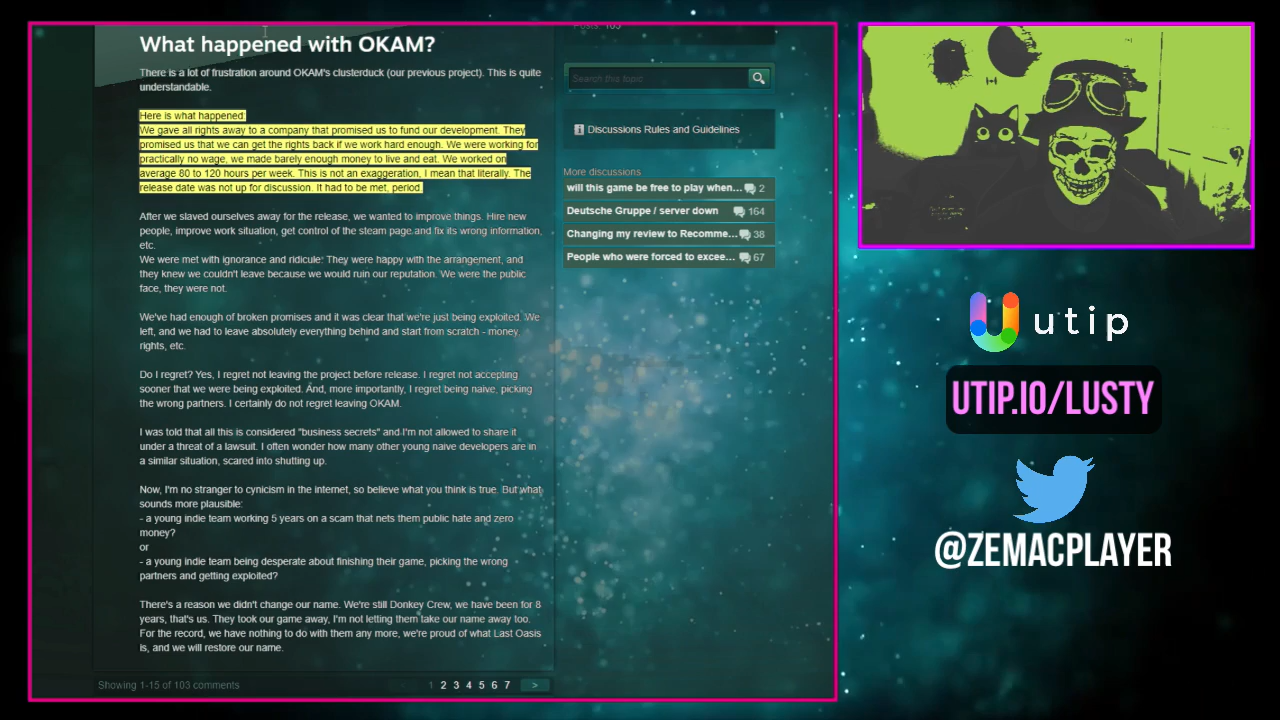 What happened with OKAM?
There is a lot of frustration around OKAM's clusterduck (our previous project). This is quite
understandable.
Here is what happened:
We gave all rights away to a company that promised us to fund our development. They
promised us that we can get the rights back if we work hard enough. We were working for
practically no wage, we made barely enough money to live and eat. We worked on
average 80 to 120 hours per week. This is not an exaggeration, I mean that literally. The
release date was not up for discussion. It had to be met, period.
After we slaved ourselves away for the release, we wanted to improve things. Hire new
people, improve work situation, get control of the steam page and fix its wrong information,
etc.
We were met with ignorance and ridicule: They were happy with the arrangement, and
they knew we couldn't leave because we would ruin our reputation. We were the public
face, they were not.
We've had enough of broken promises and it was clear that we're just being exploited. We
left, and we had to leave absolutely everything behind and start from scratch - money,
rights, etc.
Do I regret? Yes, I regret not leaving the project before release. I regret not accepting
sooner that we were being exploited. And, more importantly, I regret being naive, picking
the wrong partners. I certainly do not regret leaving OKAM.
I was told that all this is considered "business secrets" and I'm not allowed to share it
under a threat of a lawsuit. I often wonder how many other young naive developers are in
a similar situation, scared into shutting up.
Now, I'm no stranger to cynicism in the internet, so believe what you think is true. But what
sounds more plausible:
- a young indie team working 5 years on a scam that nets them public hate and zero
money?
or
- a young indie team being desperate about finishing their game, picking the wrong
partners and getting exploited?
There's a reason we didn't change our name. We're still Donkey Crew, we have been for 8
years, that's us. They took our game away, I'm not letting them take our name away too.
For the record, we have nothing to do with them any more, we're proud of what Last Oasis
is, and we will restore our name.
Showing 1-15 of 103 comments
< 1 2 3 4 5 6 7 >
Posts: 103
Search this topic
Discussions Rules and Guidelines
More discussions
will this game be free to play when... 2
Deutsche Gruppe / server down 164
Changing my review to Recomme... 38
People who were forced to excee... 67
utip
UTIP.IO/LUSTY
@ZEMACPLAYER